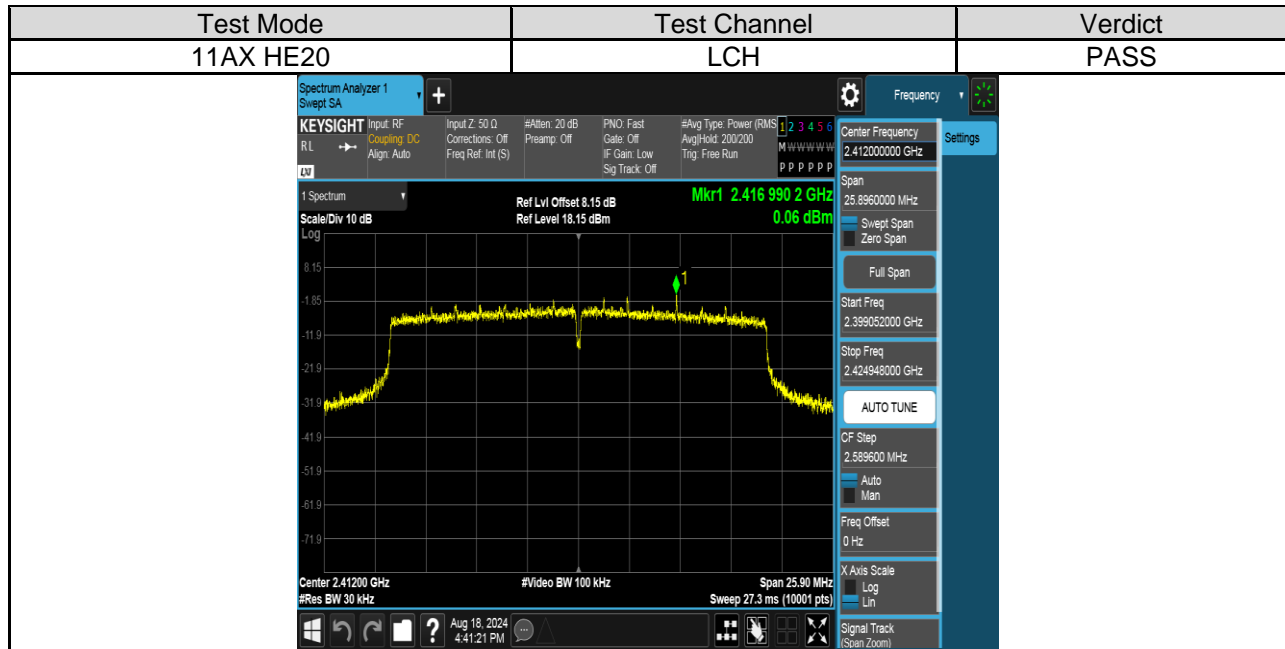 Test Mode Test Channel Verdict
11AX HE20 LCH PASS
Spectrum Analyzer 1
Swept SA
Frequency
KEYSIGHT Input: RF Input Z: 50 Ω #Atten: 20 dB PNO: Fast #Avg Type: Power (RMS 1 2 3 4 5 6
RL Coupling: DC Corrections: Off Preamp: Off Gate: Off Avg|Hold: 200/200 M W W W W W
Align: Auto Freq Ref: Int (S) IF Gain: Low Trig: Free Run
LXI Sig Track: Off P P P P P P
1 Spectrum Ref Lvl Offset 8.15 dB Mkr1 2.416 990 2 GHz
Scale/Div 10 dB Ref Level 18.15 dBm 0.06 dBm
Log
8.15
1
-1.85
-11.9
-21.9
-31.9
-41.9
-51.9
-61.9
-71.9
Center 2.41200 GHz #Video BW 100 kHz Span 25.90 MHz
#Res BW 30 kHz Sweep 27.3 ms (10001 pts)
Center Frequency
2.412000000 GHz
Settings
Span
25.8960000 MHz
Swept Span
Zero Span
Full Span
Start Freq
2.399052000 GHz
Stop Freq
2.424948000 GHz
AUTO TUNE
CF Step
2.589600 MHz
Auto
Man
Freq Offset
0 Hz
X Axis Scale
Log
Lin
Signal Track
(Span Zoom)
? Aug 18, 2024
4:41:21 PM